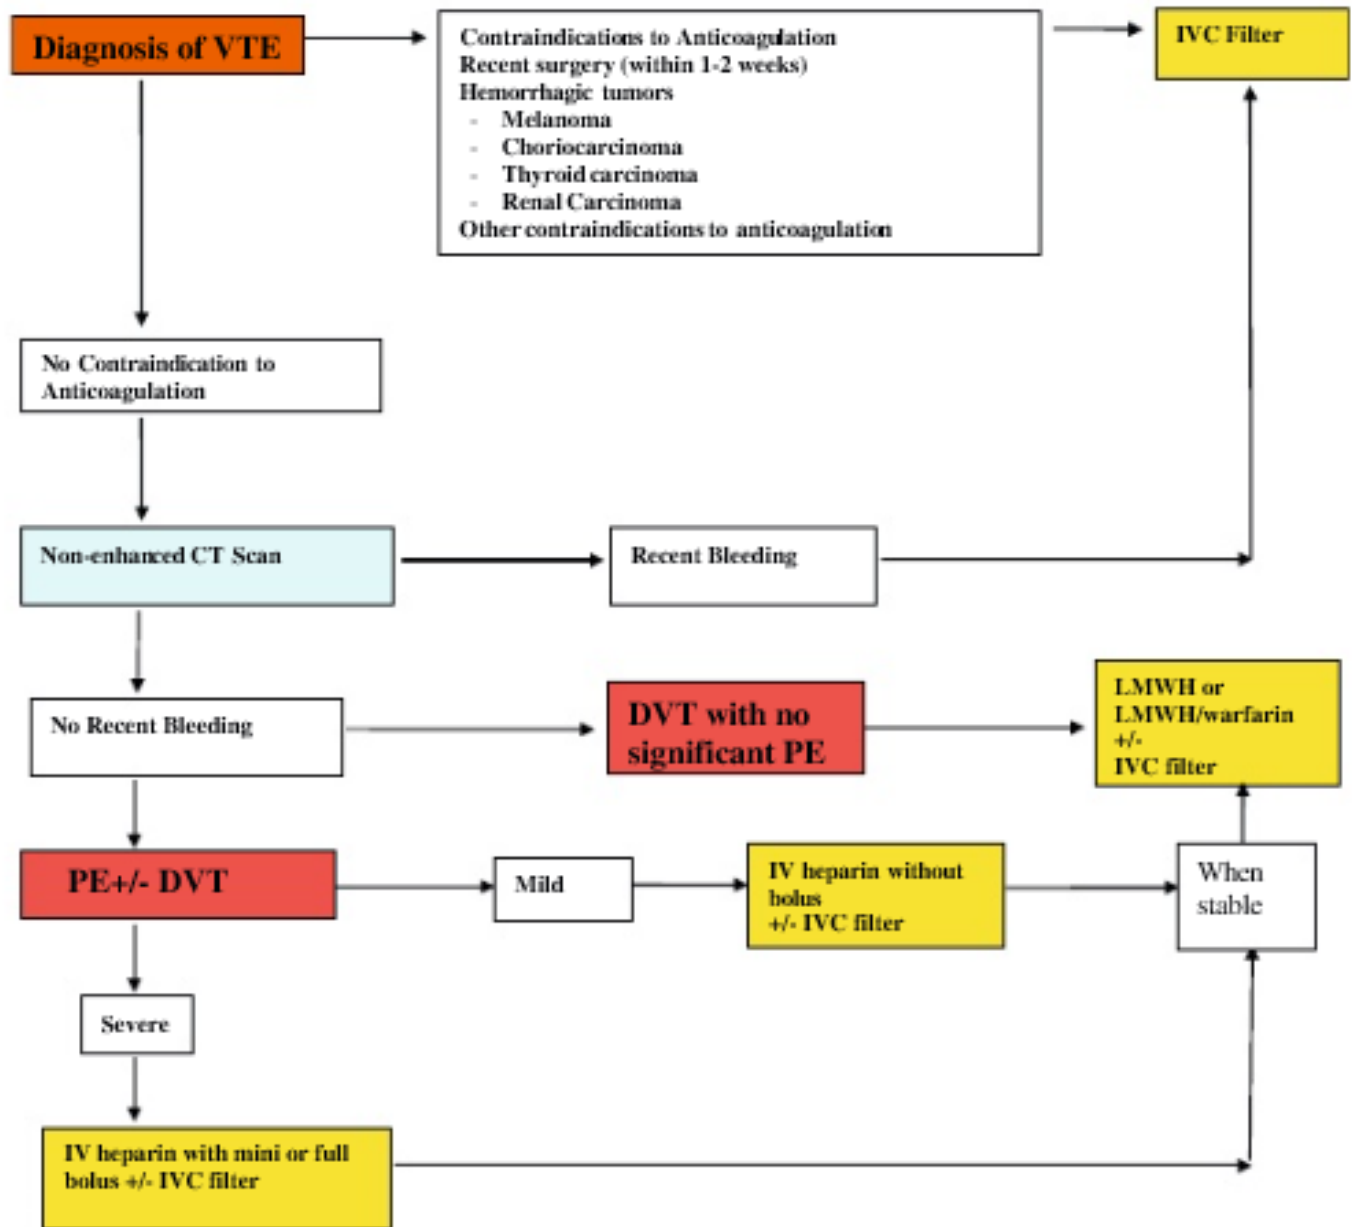 Diagnosis of VTE
Contraindications to Anticoagulation
Recent surgery (within 1-2 weeks)
Hemorrhagic tumors
- Melanoma
- Choriocarcinoma
- Thyroid carcinoma
- Renal Carcinoma
Other contraindications to anticoagulation
IVC Filter
No Contraindication to
Anticoagulation
Non-enhanced CT Scan
Recent Bleeding
No Recent Bleeding
DVT with no
significant PE
LMWH or
LMWH/warfarin
+/-
IVC filter
PE+/- DVT
Mild
IV heparin without
bolus
+/- IVC filter
When
stable
Severe
IV heparin with mini or full
bolus +/- IVC filter